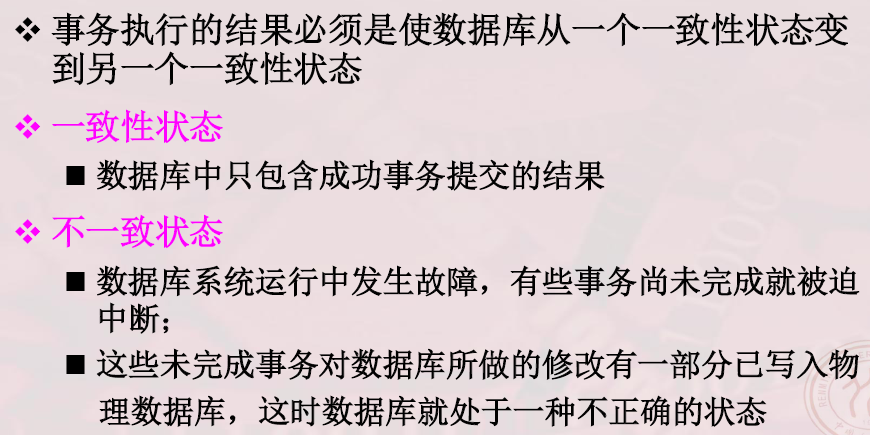 事务执行的结果必须是使数据库从一个一致性状态变
到另一个一致性状态
一致性状态
数据库中只包含成功事务提交的结果
不一致状态
数据库系统运行中发生故障，有些事务尚未完成就被迫
中断；
这些未完成事务对数据库所做的修改有一部分已写入物
理数据库，这时数据库就处于一种不正确的状态